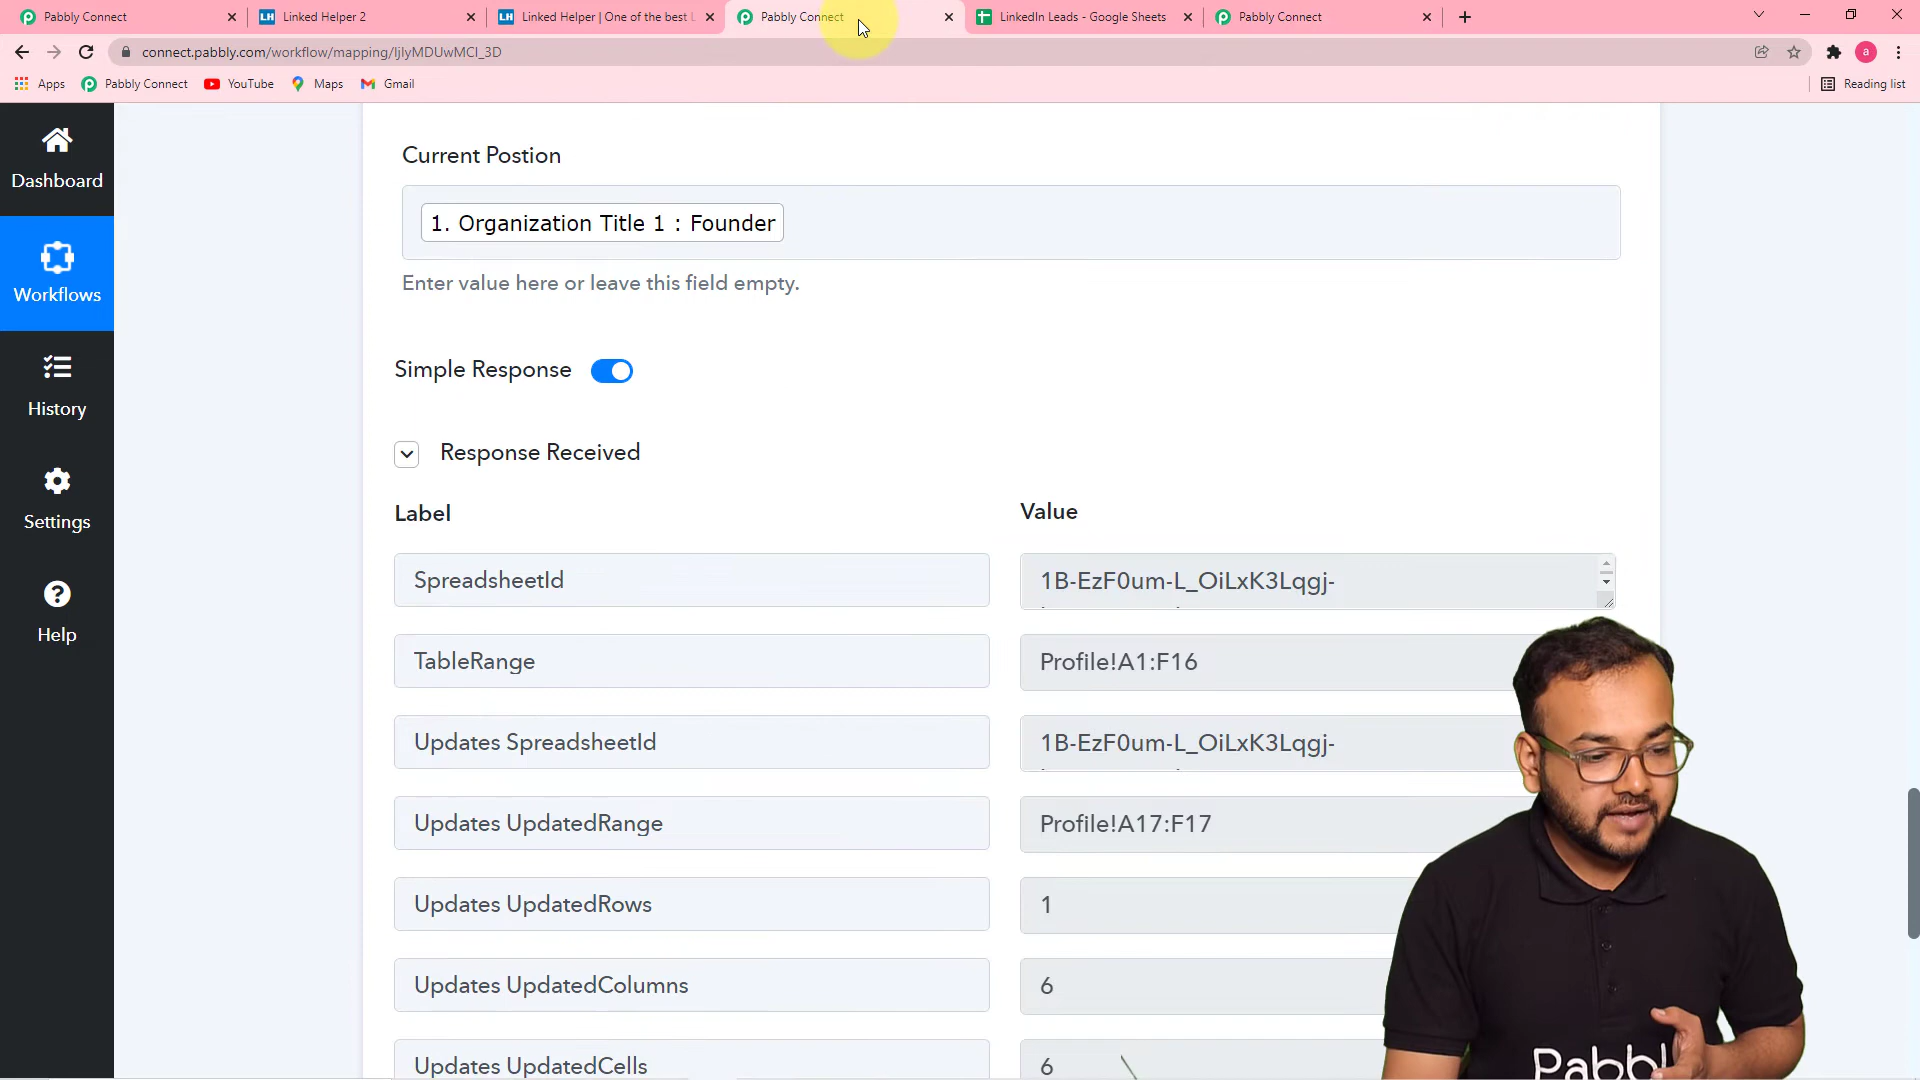 Pabbly Connect
Linked Helper 2
Linked Helper | One of the best L
Pabbly Connect
LinkedIn Leads - Google Sheets
Pabbly Connect
connect.pabbly.com/workflow/mapping/IjIyMDUwMCI_3D
Apps
Pabbly Connect
YouTube
Maps
Gmail
Reading list
Dashboard
Workflows
History
Settings
Help
Current Postion
1. Organization Title 1 : Founder
Enter value here or leave this field empty.
Simple Response
Response Received
Label
Value
SpreadsheetId
1B-EzF0um-L_OiLxK3Lqgj-
TableRange
Profile!A1:F16
Updates SpreadsheetId
1B-EzF0um-L_OiLxK3Lqgj-
Updates UpdatedRange
Profile!A17:F17
Updates UpdatedRows
1
Updates UpdatedColumns
6
Updates UpdatedCells
6